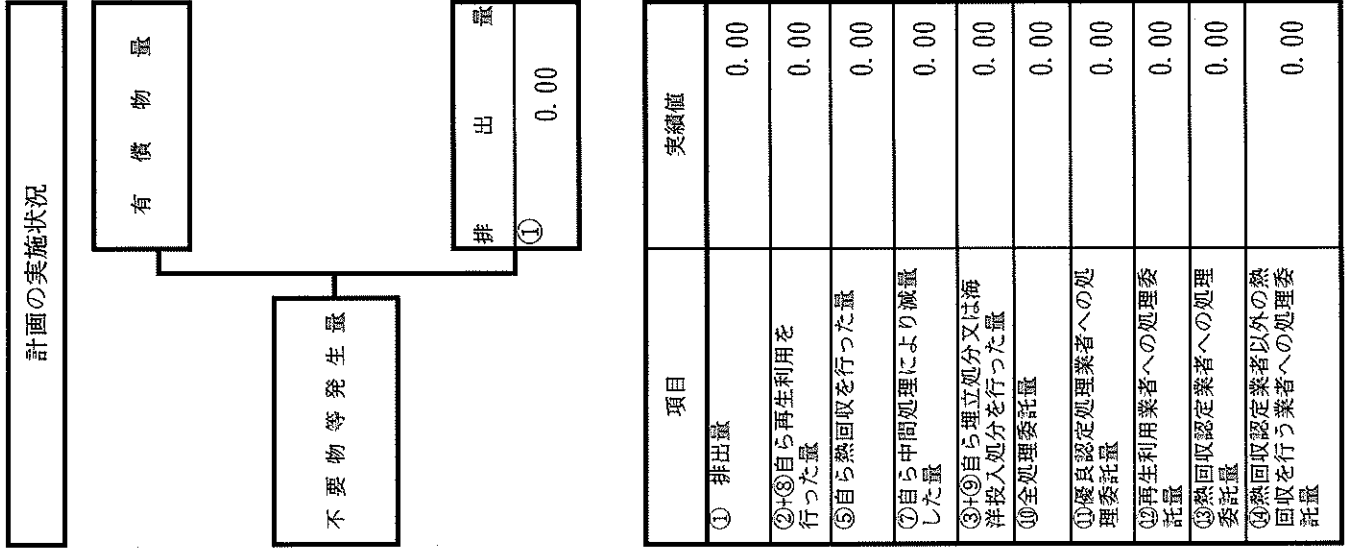 計画の実施状況
有償物量
不要物等発生量
排出量
① 0.00
項目 実績値
① 排出量 0.00
②+⑧自ら再生利用を
行った量 0.00
⑤自ら熱回収を行った量 0.00
⑦自ら中間処理により減量
した量 0.00
③+⑨自ら埋立処分又は海
洋投入処分を行った量 0.00
⑩全処理委託量 0.00
⑪優良認定処理業者への処
理委託量 0.00
⑫再生利用業者への処理委
託量 0.00
⑬熱回収認定業者への処理
委託量 0.00
⑭熱回収認定業者以外の熱
回収を行う業者への処理委
託量 0.00